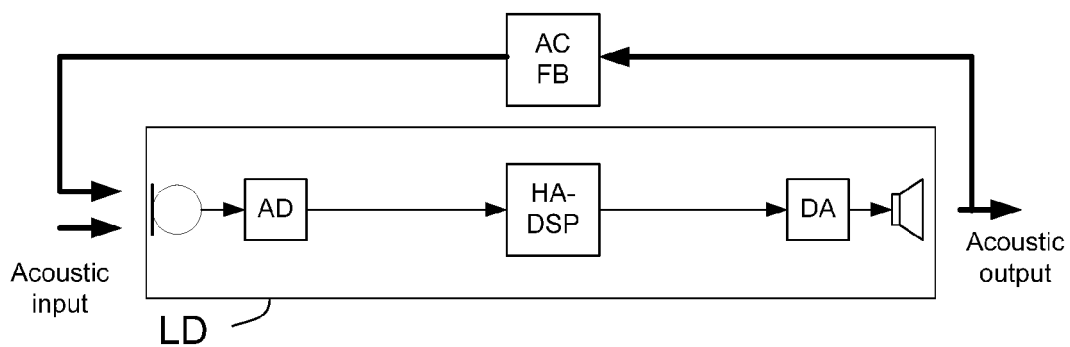 AC
FB
AD
HA-
DSP
DA
Acoustic
input
Acoustic
output
LD